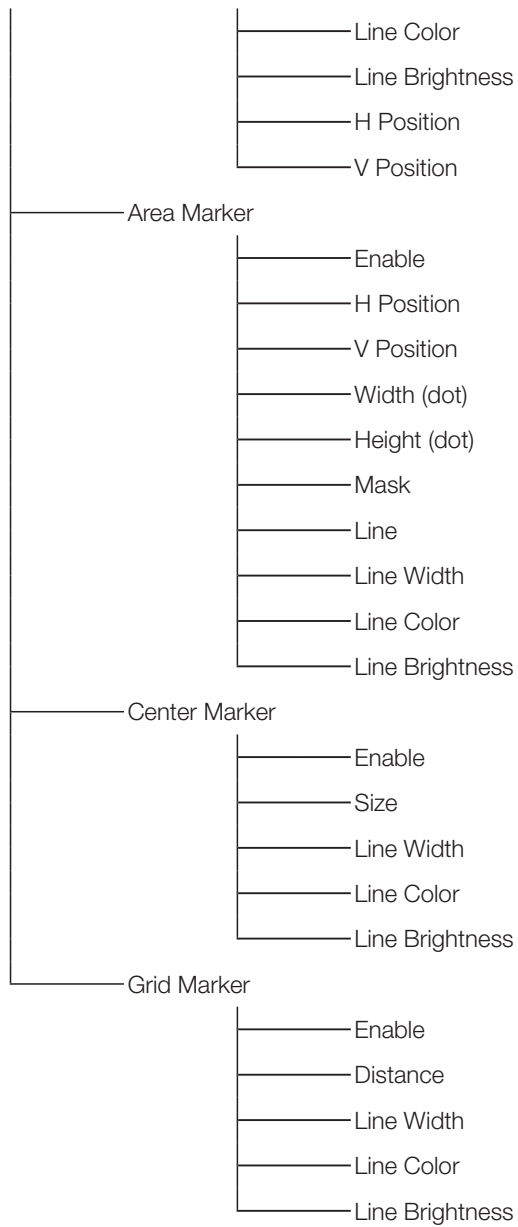 Line Color
Line Brightness
H Position
V Position
Area Marker
Enable
H Position
V Position
Width (dot)
Height (dot)
Mask
Line
Line Width
Line Color
Line Brightness
Center Marker
Enable
Size
Line Width
Line Color
Line Brightness
Grid Marker
Enable
Distance
Line Width
Line Color
Line Brightness